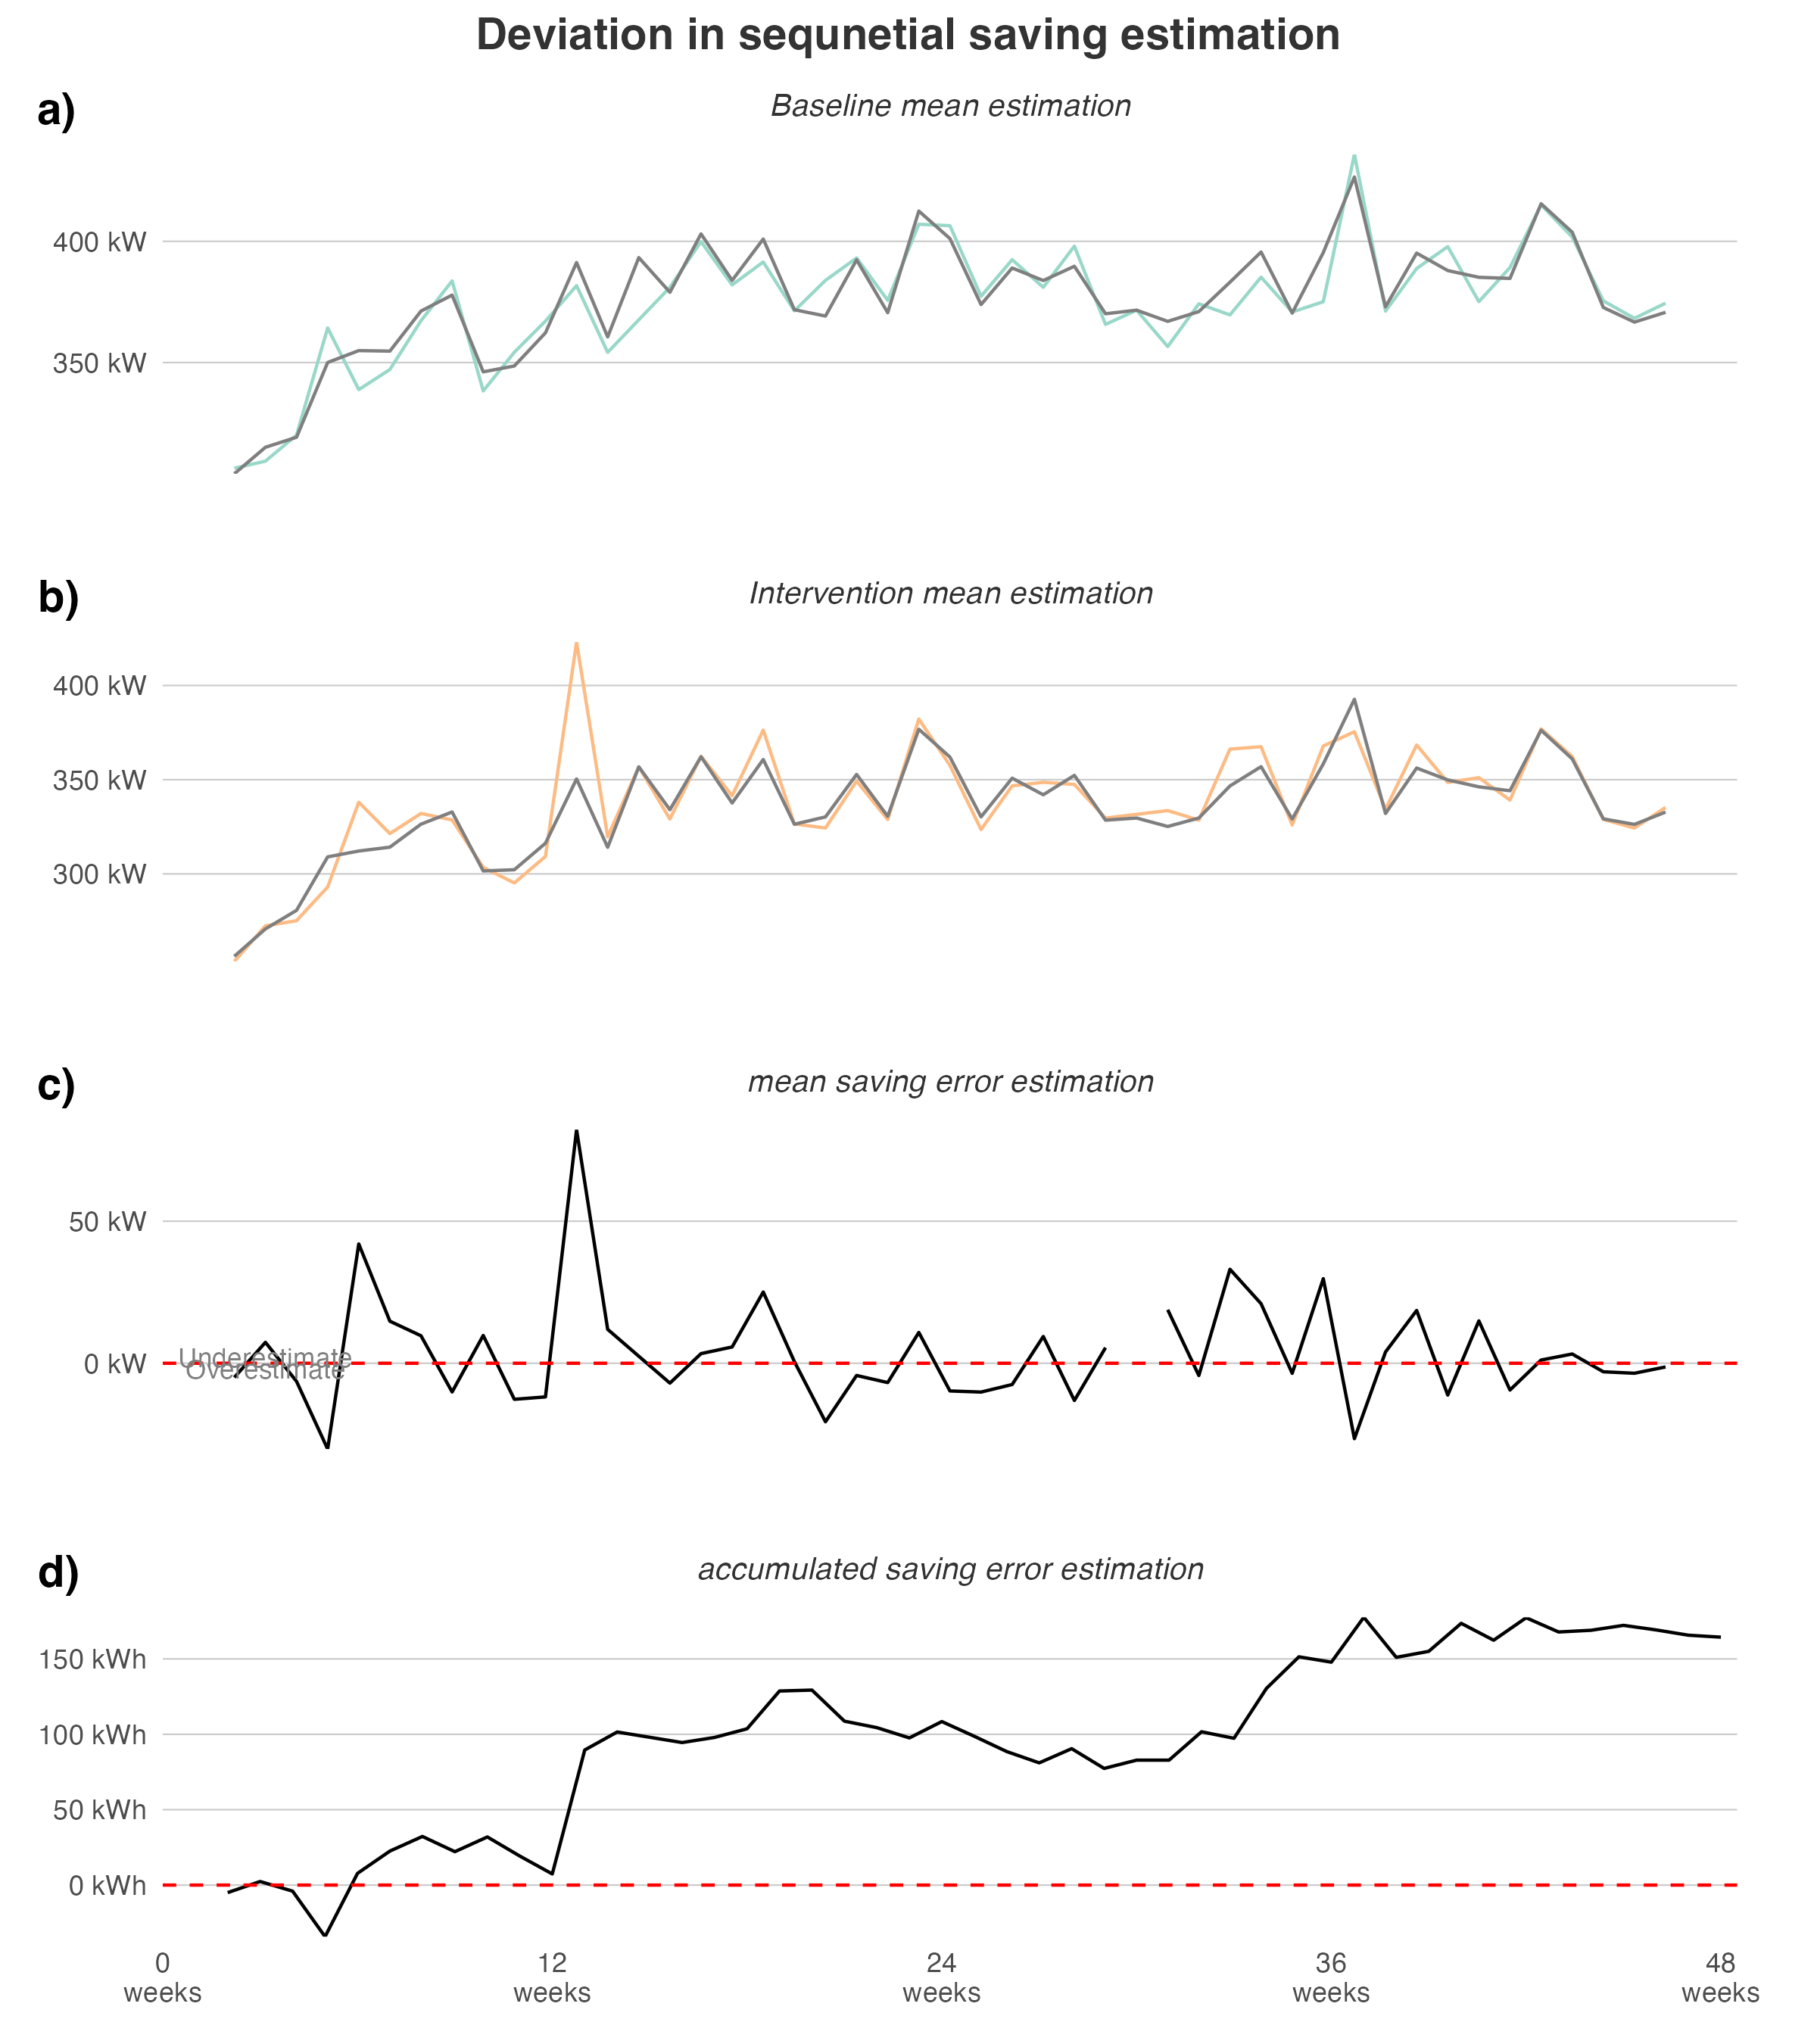 Deviation in sequnetial saving estimation
a)
Baseline mean estimation
400 kW
350 kW
b)
Intervention mean estimation
400 kW
350 kW
300 kW
c)
mean saving error estimation
50 kW
0 kW
Underestimate
Overestimate
d)
accumulated saving error estimation
150 kWh
100 kWh
50 kWh
0 kWh
0 12 24 36 48
weeks weeks weeks weeks weeks